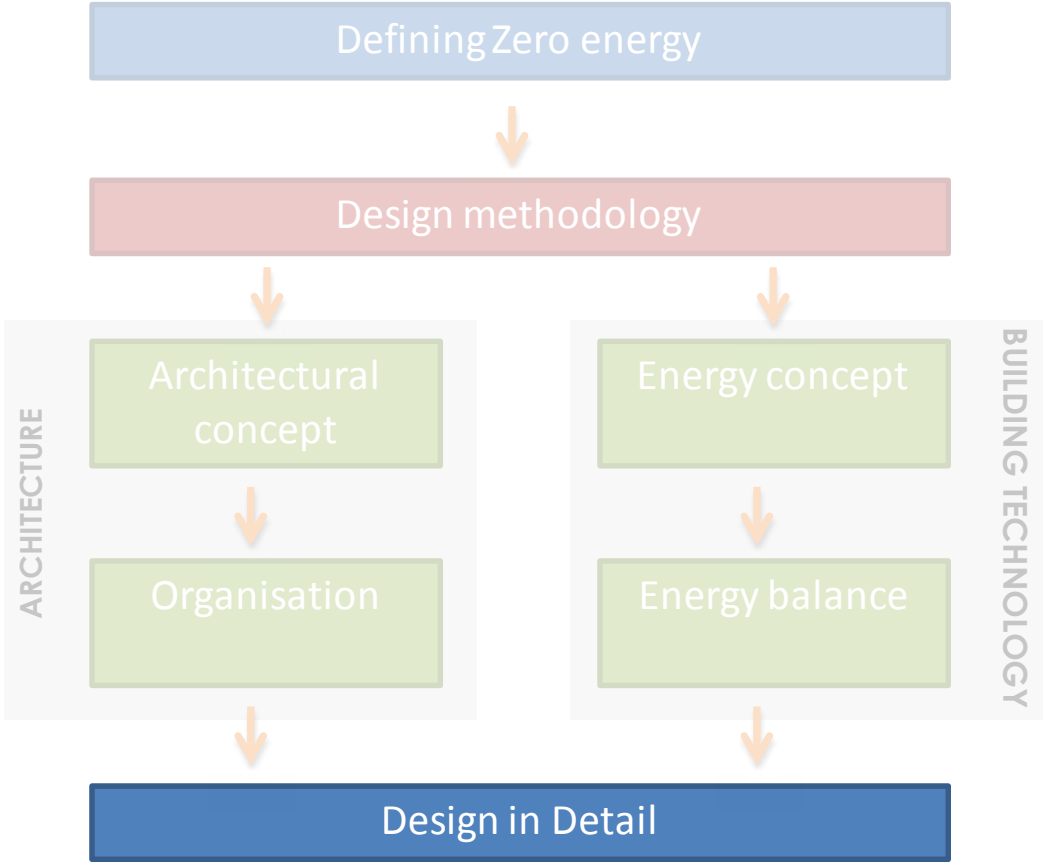 Defining Zero energy
Design methodology
ARCHITECTURE
Architectural
concept
Organisation
Energy concept
Energy balance
BUILDING TECHNOLOGY
Design in Detail